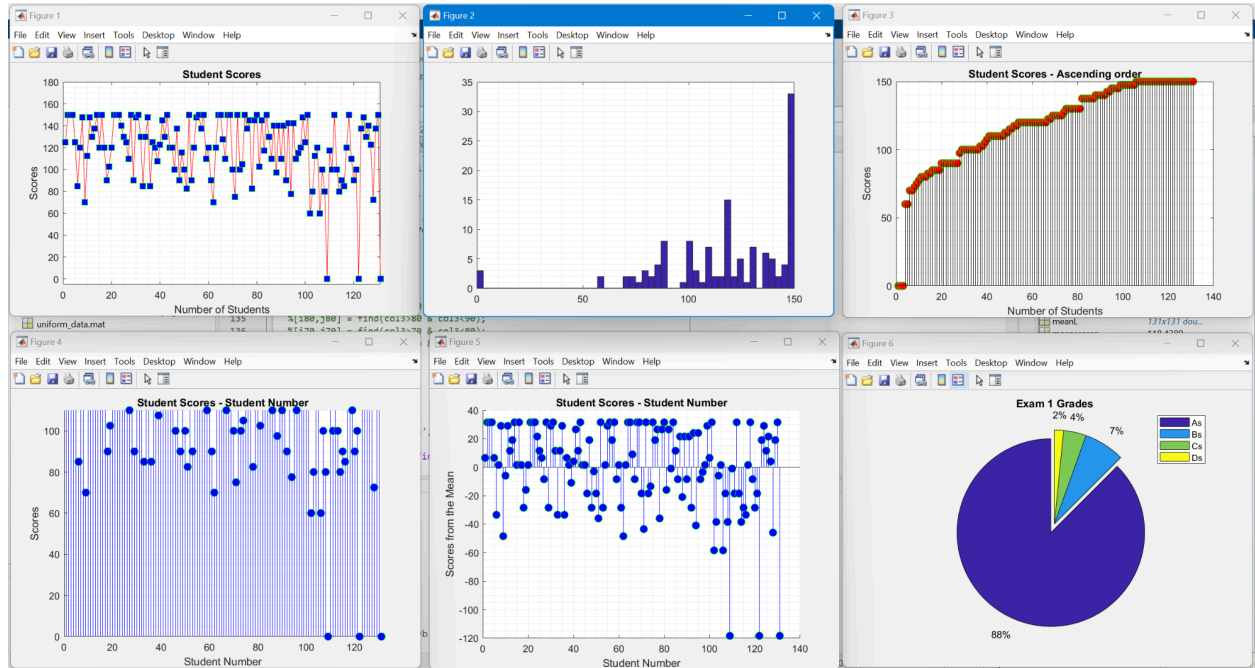 Figure 1
File Edit View Insert Tools Desktop Window Help
Student Scores
180
160
140
120
100
80
60
40
20
0
Scores
0 20 40 60 80 100 120
Number of Students
Figure 2
File Edit View Insert Tools Desktop Window Help
35
30
25
20
15
10
5
0
0 50 100 150
Figure 3
File Edit View Insert Tools Desktop Window Help
Student Scores - Ascending order
150
100
50
0
Scores
0 20 40 60 80 100 120 140
Number of Students
uniform_data.mat
135 %[i80,j80] = find(col3>80 & col3<90);
136
meanL 131x131 dou...
Figure 4
File Edit View Insert Tools Desktop Window Help
Student Scores - Student Number
100
80
60
40
20
0
Scores
0 20 40 60 80 100 120
Student Number
Figure 5
File Edit View Insert Tools Desktop Window Help
Student Scores - Student Number
40
20
0
-20
-40
-60
-80
-100
-120
Scores from the Mean
0 20 40 60 80 100 120 140
Student Number
Figure 6
File Edit View Insert Tools Desktop Window Help
Exam 1 Grades
2% 4%
7%
88%
As
Bs
Cs
Ds